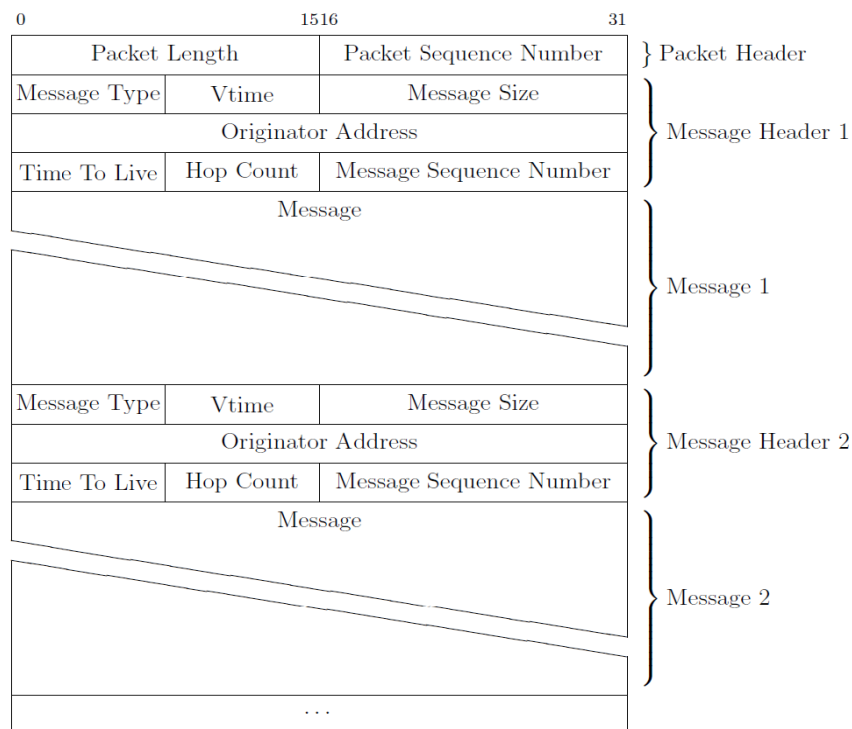 0 1516 31
Packet Length Packet Sequence Number } Packet Header
Message Type Vtime Message Size
Originator Address Message Header 1
Time To Live Hop Count Message Sequence Number
Message
Message 1
Message Type Vtime Message Size
Originator Address Message Header 2
Time To Live Hop Count Message Sequence Number
Message
Message 2
...